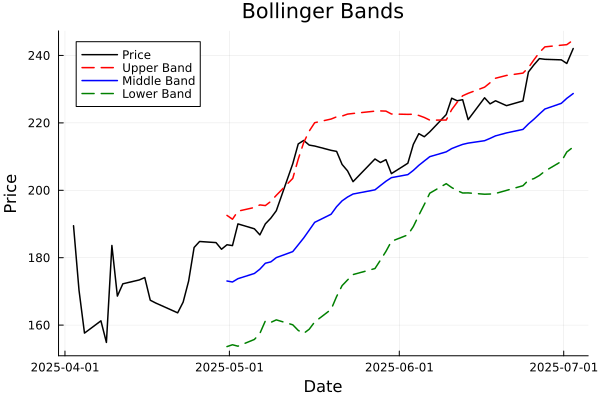 Bollinger Bands
Price
Upper Band
Middle Band
Lower Band
240
220
200
180
160
Price
2025-04-01
2025-05-01
2025-06-01
2025-07-01
Date